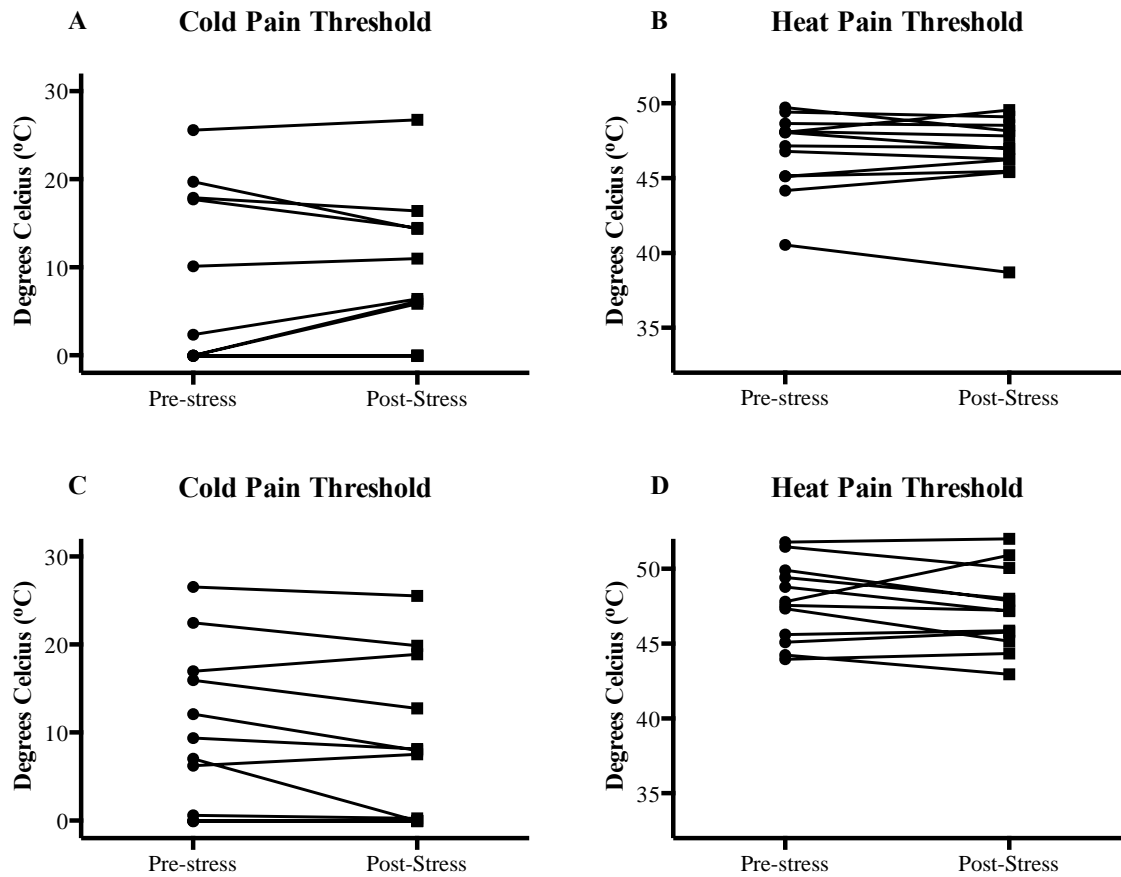 A Cold Pain Threshold
B Heat Pain Threshold
Degrees Celcius (ºC)
30
20
10
0
Pre-stress Post-Stress
Degrees Celcius (ºC)
50
45
40
35
Pre-stress Post-Stress
C Cold Pain Threshold
D Heat Pain Threshold
Degrees Celcius (ºC)
30
20
10
0
Pre-stress Post-Stress
Degrees Celcius (ºC)
50
45
40
35
Pre-stress Post-Stress